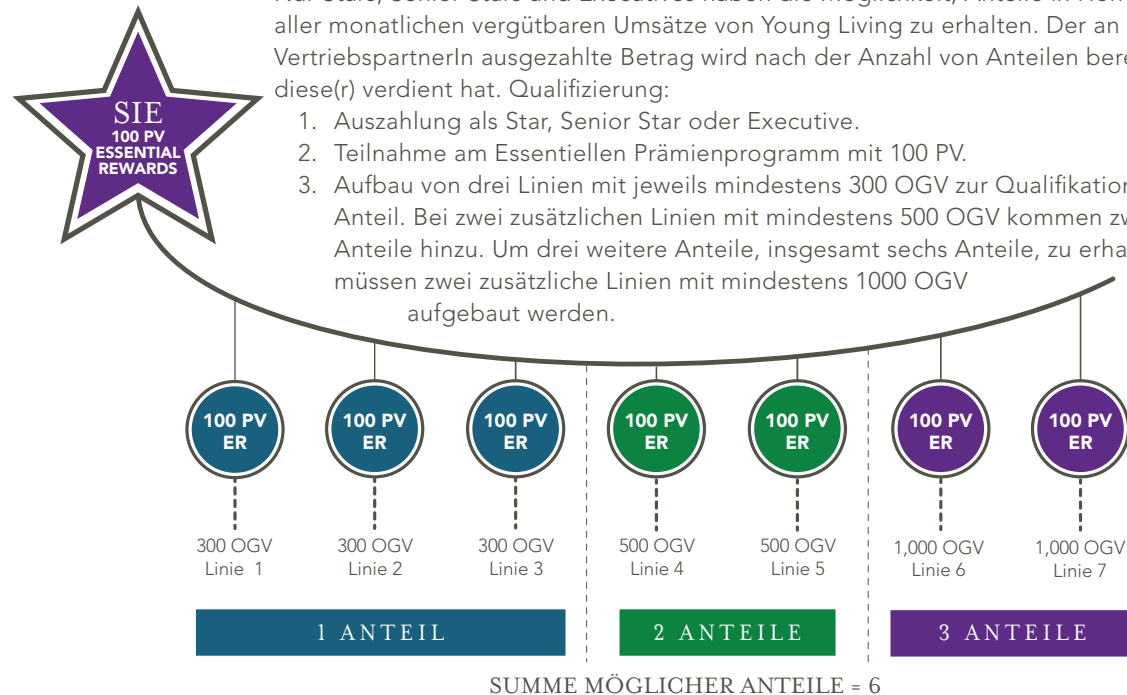 aller monatlichen vergütbaren Umsätze von Young Living zu erhalten. Der an
VertriebspartnerIn ausgezahlte Betrag wird nach der Anzahl von Anteilen
diese(r) verdient hat. Qualifizierung:
1. Auszahlung als Star, Senior Star oder Executive.
2. Teilnahme am Essentiellen Prämienprogramm mit 100 PV.
3. Aufbau von drei Linien mit jeweils mindestens 300 OGV zur Qualifikation
Anteil. Bei zwei zusätzlichen Linien mit mindestens 500 OGV kommen
Anteile hinzu. Um drei weitere Anteile, insgesamt sechs Anteile, zu
müssen zwei zusätzliche Linien mit mindestens 1000 OGV
aufgebaut werden.
SIE
100 PV
ESSENTIAL
REWARDS
100 PV
ER
100 PV
ER
100 PV
ER
100 PV
ER
100 PV
ER
100 PV
ER
100 PV
ER
300 OGV
Linie 1
300 OGV
Linie 2
300 OGV
Linie 3
500 OGV
Linie 4
500 OGV
Linie 5
1,000 OGV
Linie 6
1,000 OGV
Linie 7
1 ANTEIL
2 ANTEILE
3 ANTEILE
SUMME MÖGLICHER ANTEILE = 6